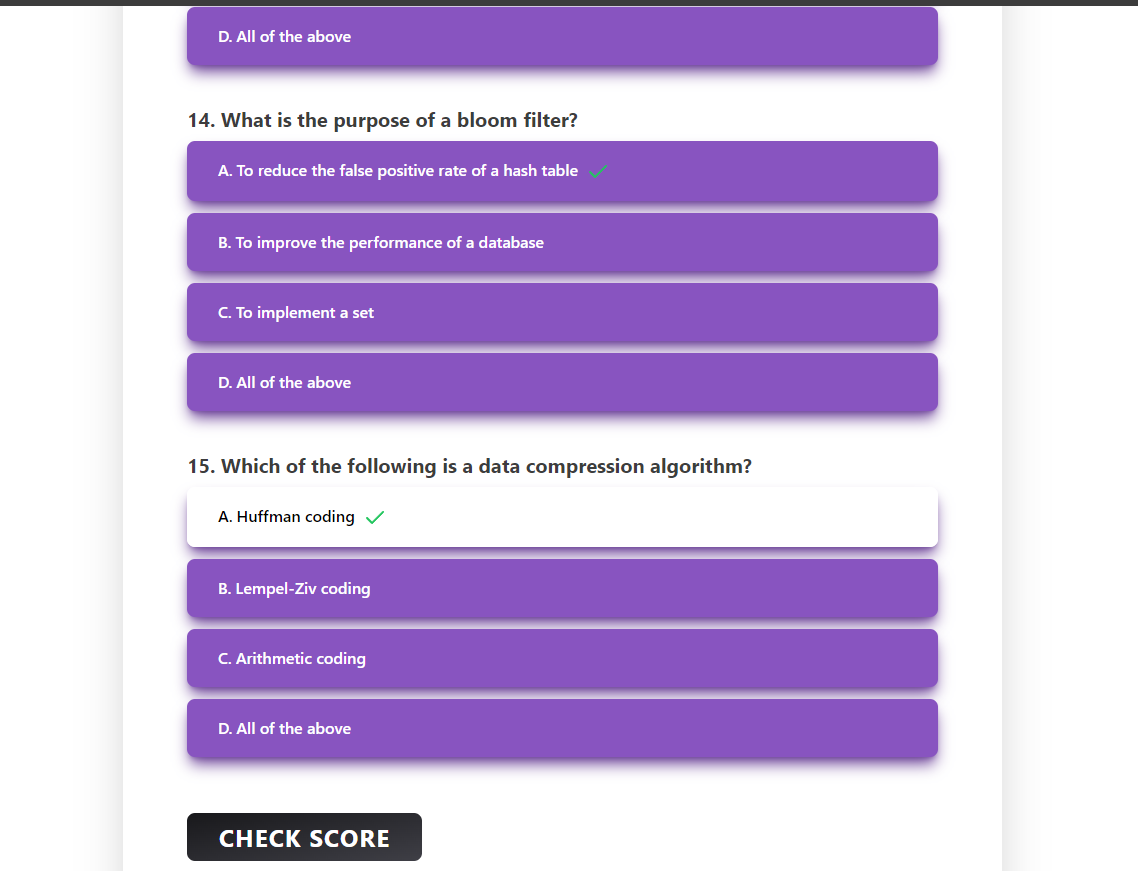 D. All of the above
14. What is the purpose of a bloom filter?
A. To reduce the false positive rate of a hash table
B. To improve the performance of a database
C. To implement a set
D. All of the above
15. Which of the following is a data compression algorithm?
A. Huffman coding
B. Lempel-Ziv coding
C. Arithmetic coding
D. All of the above
CHECK SCORE